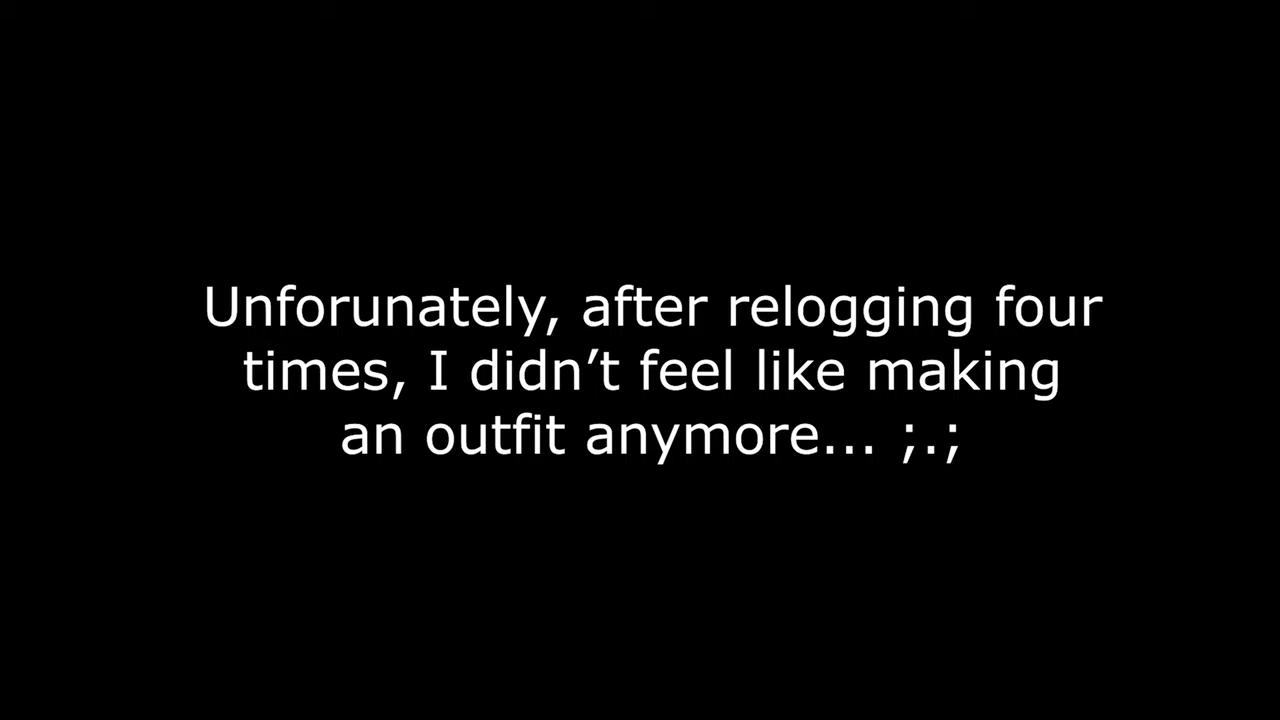 Unforunately, after relogging four
times, I didn’t feel like making
an outfit anymore... ;.;